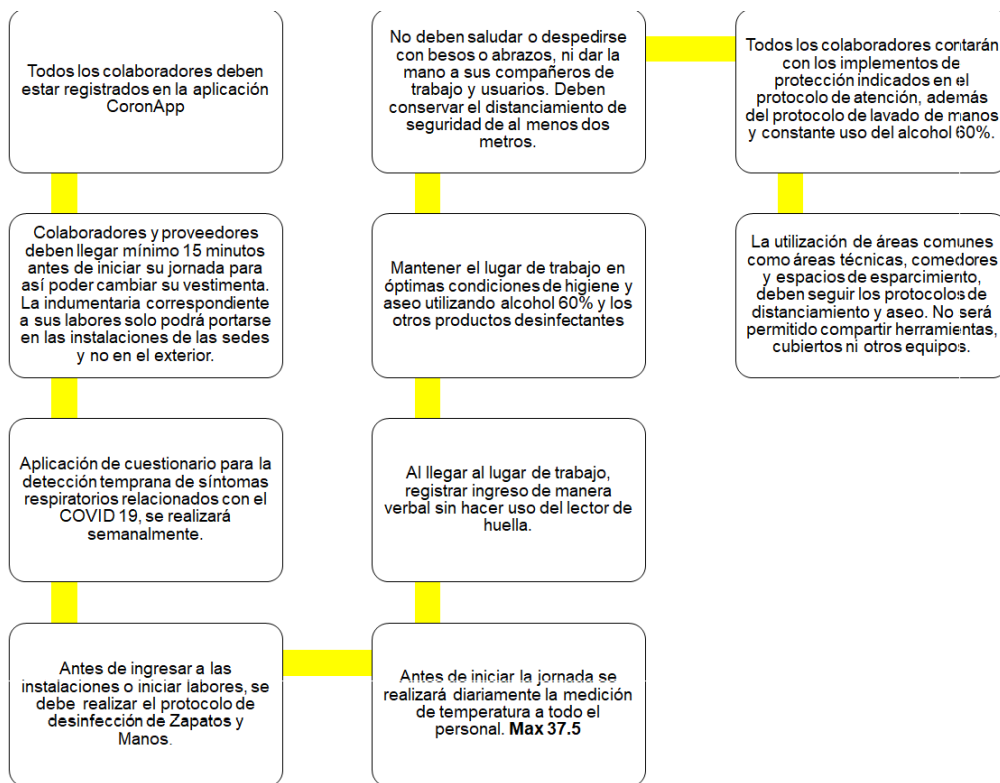 Todos los colaboradores deben
estar registrados en la aplicación
CoronApp
Colaboradores y proveedores
deben llegar mínimo 15 minutos
antes de iniciar su jornada para
así poder cambiar su vestimenta.
La indumentaria correspondiente
a sus labores solo podrá portarse
en las instalaciones de las sedes
y no en el exterior.
Aplicación de cuestionario para la
detección temprana de síntomas
respiratorios relacionados con el
COVID 19, se realizará
semanalmente.
Antes de ingresar a las
instalaciones o iniciar labores, se
debe realizar el protocolo de
desinfección de Zapatos y
Manos.
Antes de iniciar la jornada se
realizará diariamente la medición
de temperatura a todo el
personal. Max 37.5
Al llegar al lugar de trabajo,
registrar ingreso de manera
verbal sin hacer uso del lector de
huella.
Mantener el lugar de trabajo en
óptimas condiciones de higiene y
aseo utilizando alcohol 60% y los
otros productos desinfectantes
No deben saludar o despedirse
con besos o abrazos, ni dar la
mano a sus compañeros de
trabajo y usuarios. Deben
conservar el distanciamiento de
seguridad de al menos dos
metros.
Todos los colaboradores contarán
con los implementos de
protección indicados en el
protocolo de atención, además
del protocolo de lavado de manos
y constante uso del alcohol 60%.
La utilización de áreas comunes
como áreas técnicas, comedores
y espacios de esparcimiento,
deben seguir los protocolos de
distanciamiento y aseo. No será
permitido compartir herramientas,
cubiertos ni otros equipos.